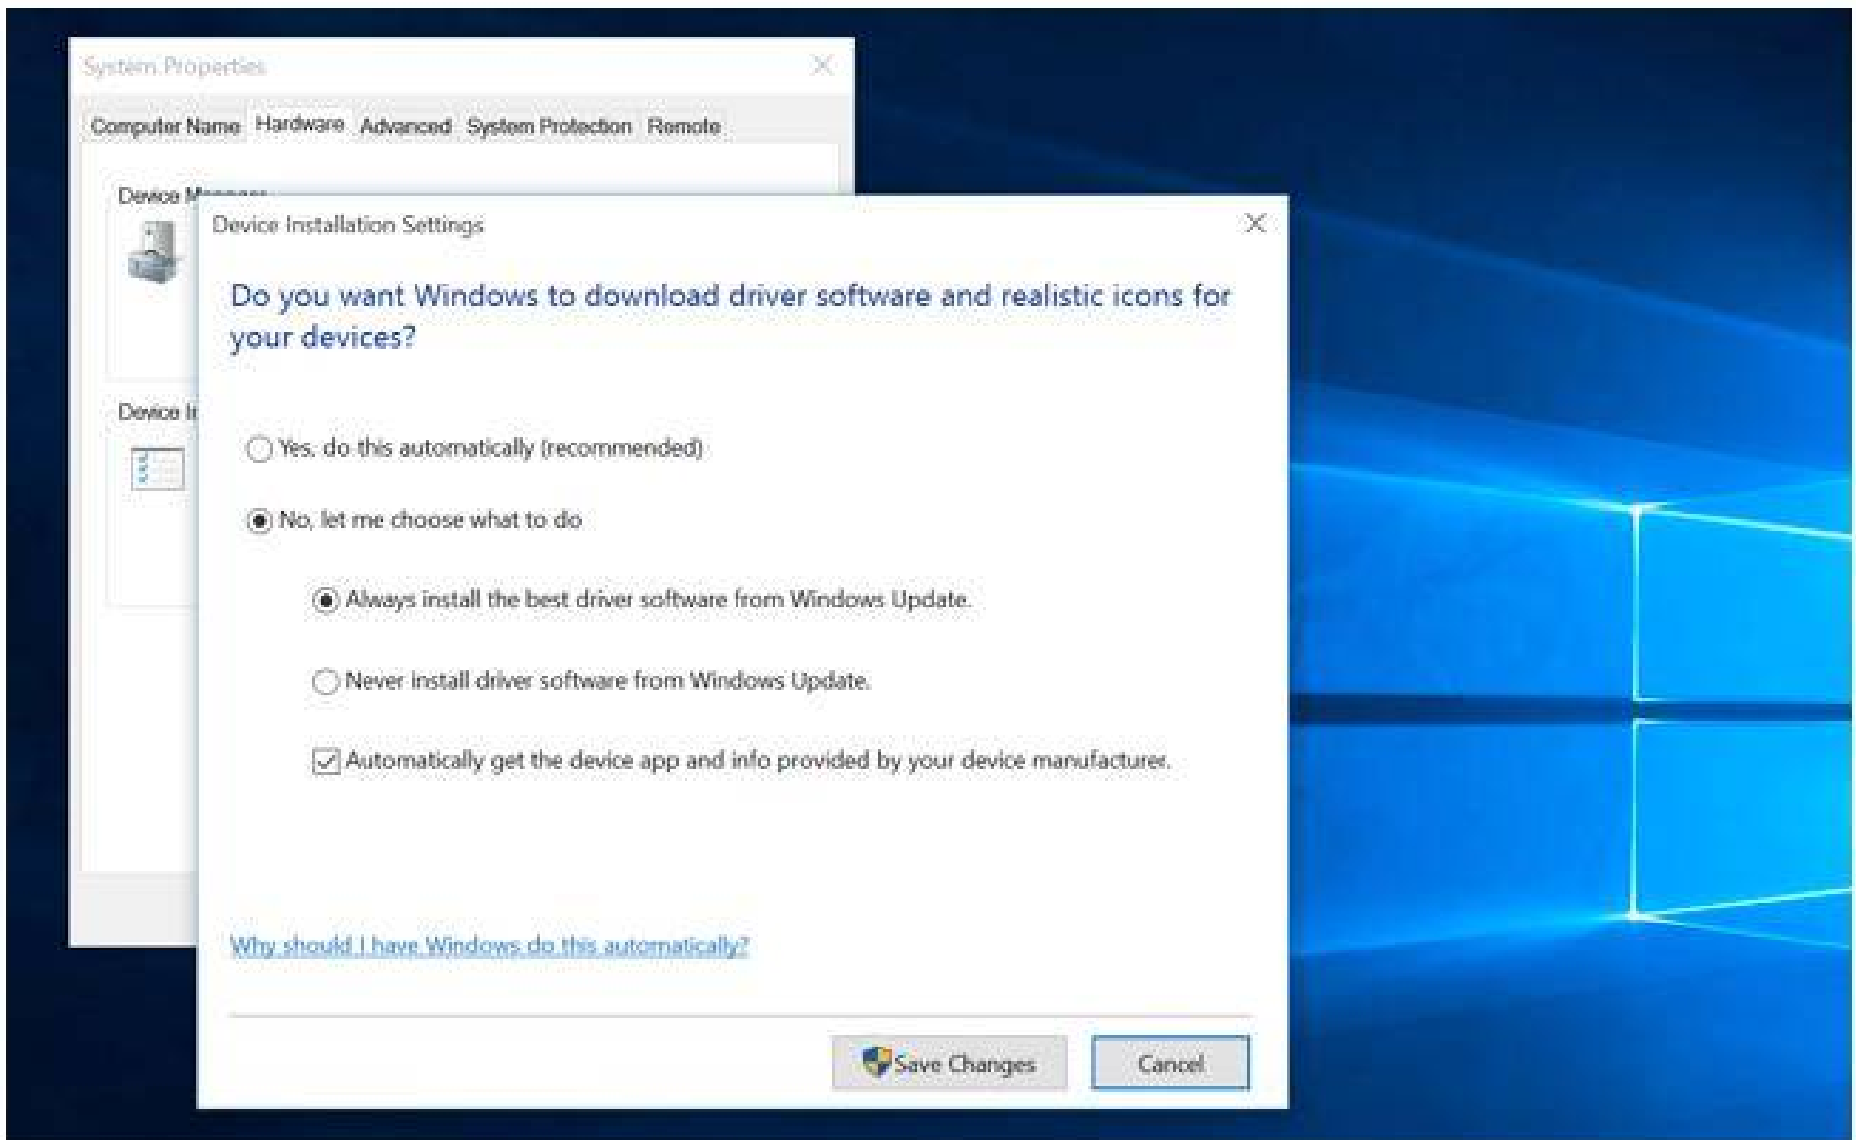 System Properties
Computer Name Hardware Advanced System Protection Remote
Device
Device Installation Settings
Do you want Windows to download driver software and realistic icons for
your devices?
Device
Yes, do this automatically (recommended)
No, let me choose what to do
Always install the best driver software from Windows Update.
Never install driver software from Windows Update.
Automatically get the device app and info provided by your device manufacturer.
Why should I have Windows do this automatically?
Save Changes Cancel